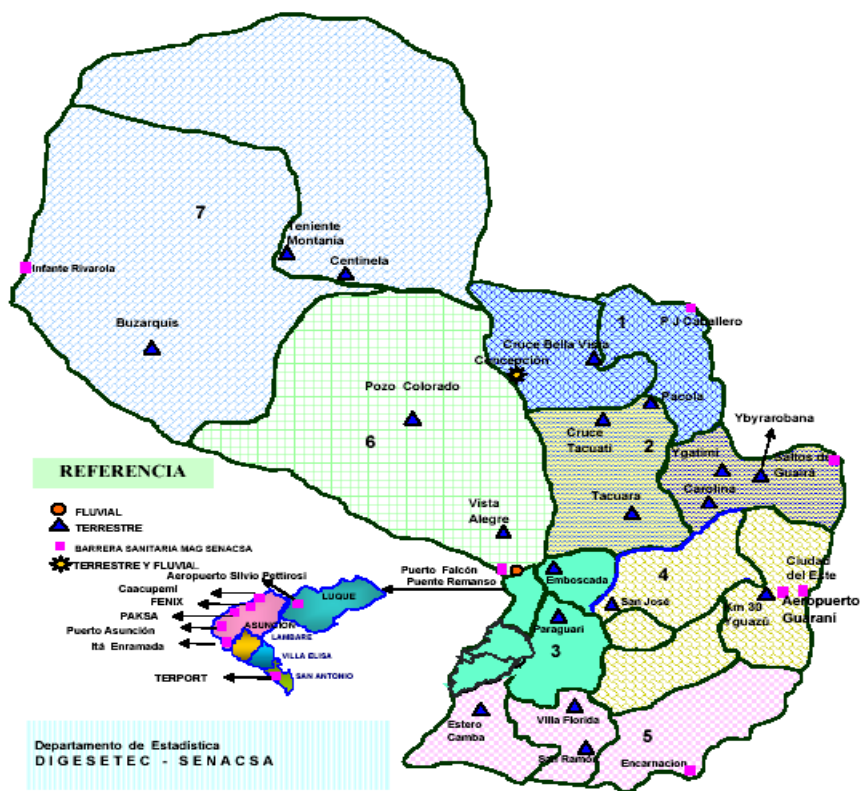 7
Teniente
Montania
Centinela
Infante Rivarola
Buzarquis
1
P J Caballero
Cruce Bella Vista
Concepción
Pozo Colorado
Pacola
Ybyrarobana
6
Cruce
Tacuati
2
Ygatimi
Saltos del
Guairá
REFERENCIA
Carolina
Tacuara
Vista
Alegre
FLUVIAL
TERRESTRE
BARRERA SANITARIA MAG SENACSA
TERRESTRE Y FLUVIAL
Puerto Falcón
Puente Remanso
Emboscada
4
Ciudad
del Este
Aeropuerto Silvio Pettirosi
Caacupemi
LUQUE
FENIX
San José
Km 30
Yguazú
Aeropuerto
Guarani
PAKSA
ASUNCION
Paraguari
Puerto Asunción
LAMBARE
3
Itá Enramada
VILLA ELISA
TERPORT
SAN ANTONIO
Estero
Camba
Villa Florida
5
San Ramón
Encarnacion
Departamento de Estadística
DIGESETEC - SENACSA